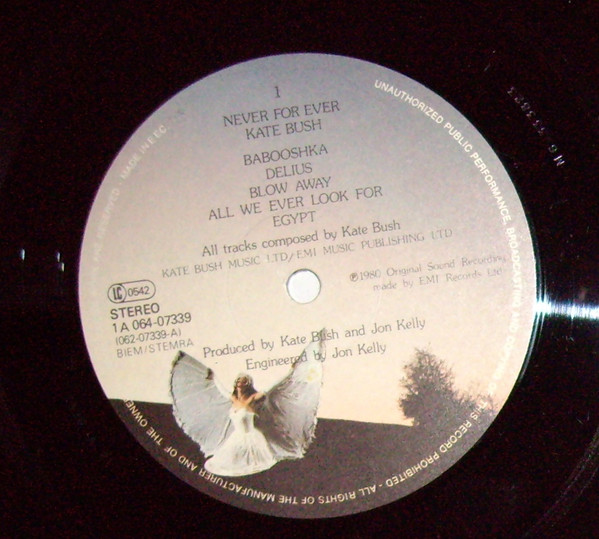 1
NEVER FOR EVER
KATE BUSH
BABOOSHKA
DELIUS
BLOW AWAY
ALL WE EVER LOOK FOR
EGYPT
All tracks composed by Kate Bush
KATE BUSH MUSIC LTD/EMI MUSIC PUBLISHING LTD
℗1980 Original Sound Recording
made by EMI Records Ltd
LC 0542
STEREO
1A 064-07339
(062-07339-A)
BIEM/STEMRA
Produced by Kate Bush and Jon Kelly
Engineered by Jon Kelly
MADE IN EEC
UNAUTHORIZED PUBLIC PERFORMANCE, BROADCASTING
THIS RECORD PROHIBITED - ALL RIGHTS OF THE MANUFACTURER AND OF THE OWNER